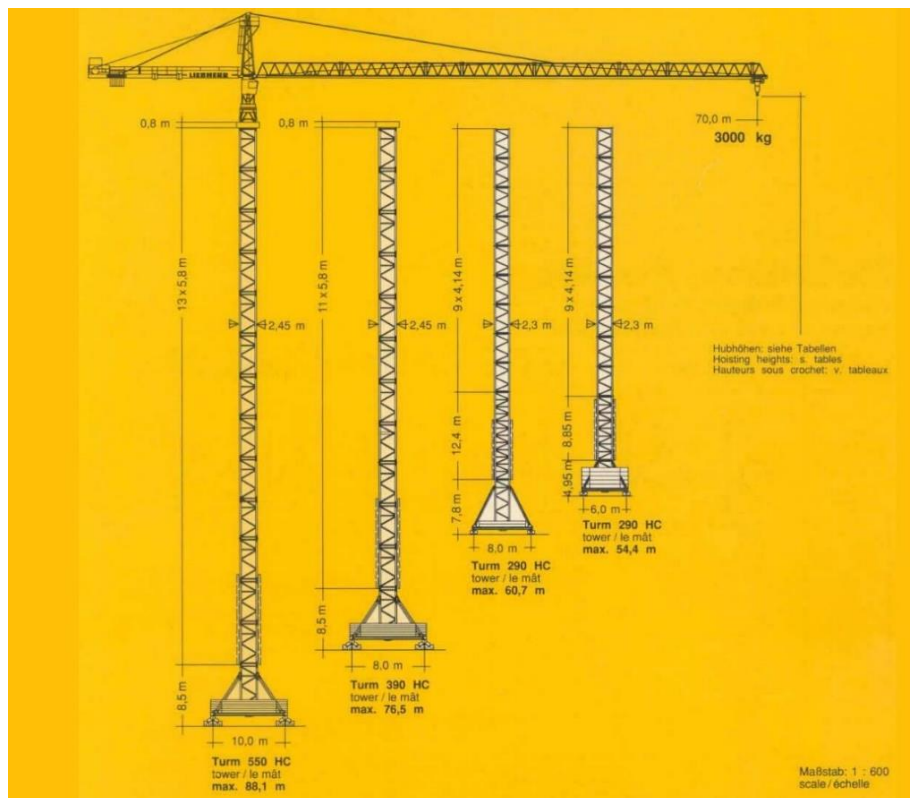 LIEBHERR
70,0 m
3000 kg
0,8 m
0,8 m
13 x 5,8 m
11 x 5,8 m
9 x 4,14 m
9 x 4,14 m
2,45 m
2,45 m
2,3 m
2,3 m
Hubhöhen: siehe Tabellen
Hoisting heights: s. tables
Hauteurs sous crochet: v. tableaux
12,4 m
8,85 m
7,8 m
4,95 m
8,0 m
6,0 m
Turm 290 HC
tower / le mât
max. 60,7 m
Turm 290 HC
tower / le mât
max. 54,4 m
8,5 m
8,0 m
Turm 390 HC
tower / le mât
max. 76,5 m
8,5 m
10,0 m
Turm 550 HC
tower / le mât
max. 88,1 m
Maßstab: 1 : 600
scale / échelle